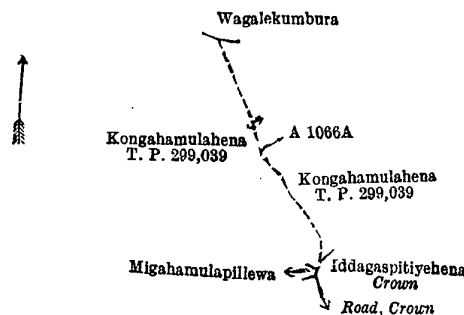 Wagalekumbura
A 1066A
Kongahamulahena
T. P. 299,039
Kongahamulahena
T. P. 299,039
Migahamulapillewa
Iddagaspitiyehena
Crown
Road, Crown